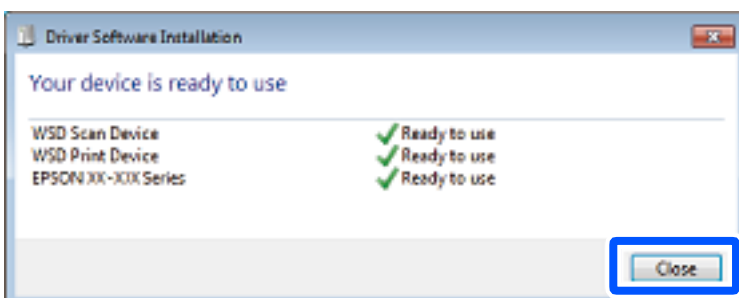 Driver Software Installation
Your device is ready to use
WSD Scan Device Ready to use
WSD Print Device Ready to use
EPSON XX-XXX Series Ready to use
Close